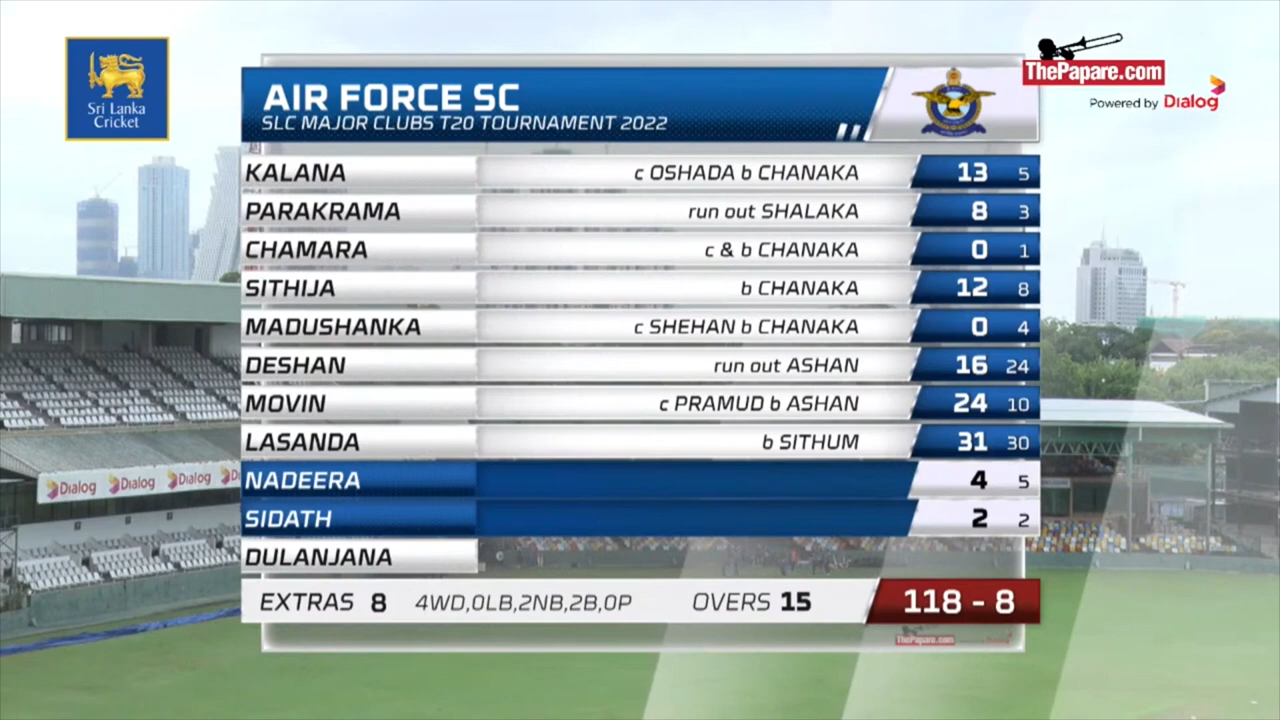 Sri Lanka
Cricket
ThePapare.com
Powered by Dialog
AIR FORCE SC
SLC MAJOR CLUBS T20 TOURNAMENT 2022
KALANA c OSHADA b CHANAKA 13 5
PARAKRAMA run out SHALAKA 8 3
CHAMARA c & b CHANAKA 0 1
SITHIJA b CHANAKA 12 8
MADUSHANKA c SHEHAN b CHANAKA 0 4
DESHAN run out ASHAN 16 24
MOVIN c PRAMUD b ASHAN 24 10
LASANDA b SITHUM 31 30
NADEERA 4 5
SIDATH 2 2
DULANJANA
EXTRAS 8 4WD,0LB,2NB,2B,0P OVERS 15 118 - 8
ThePapare.com
Dialog Dialog Dialog